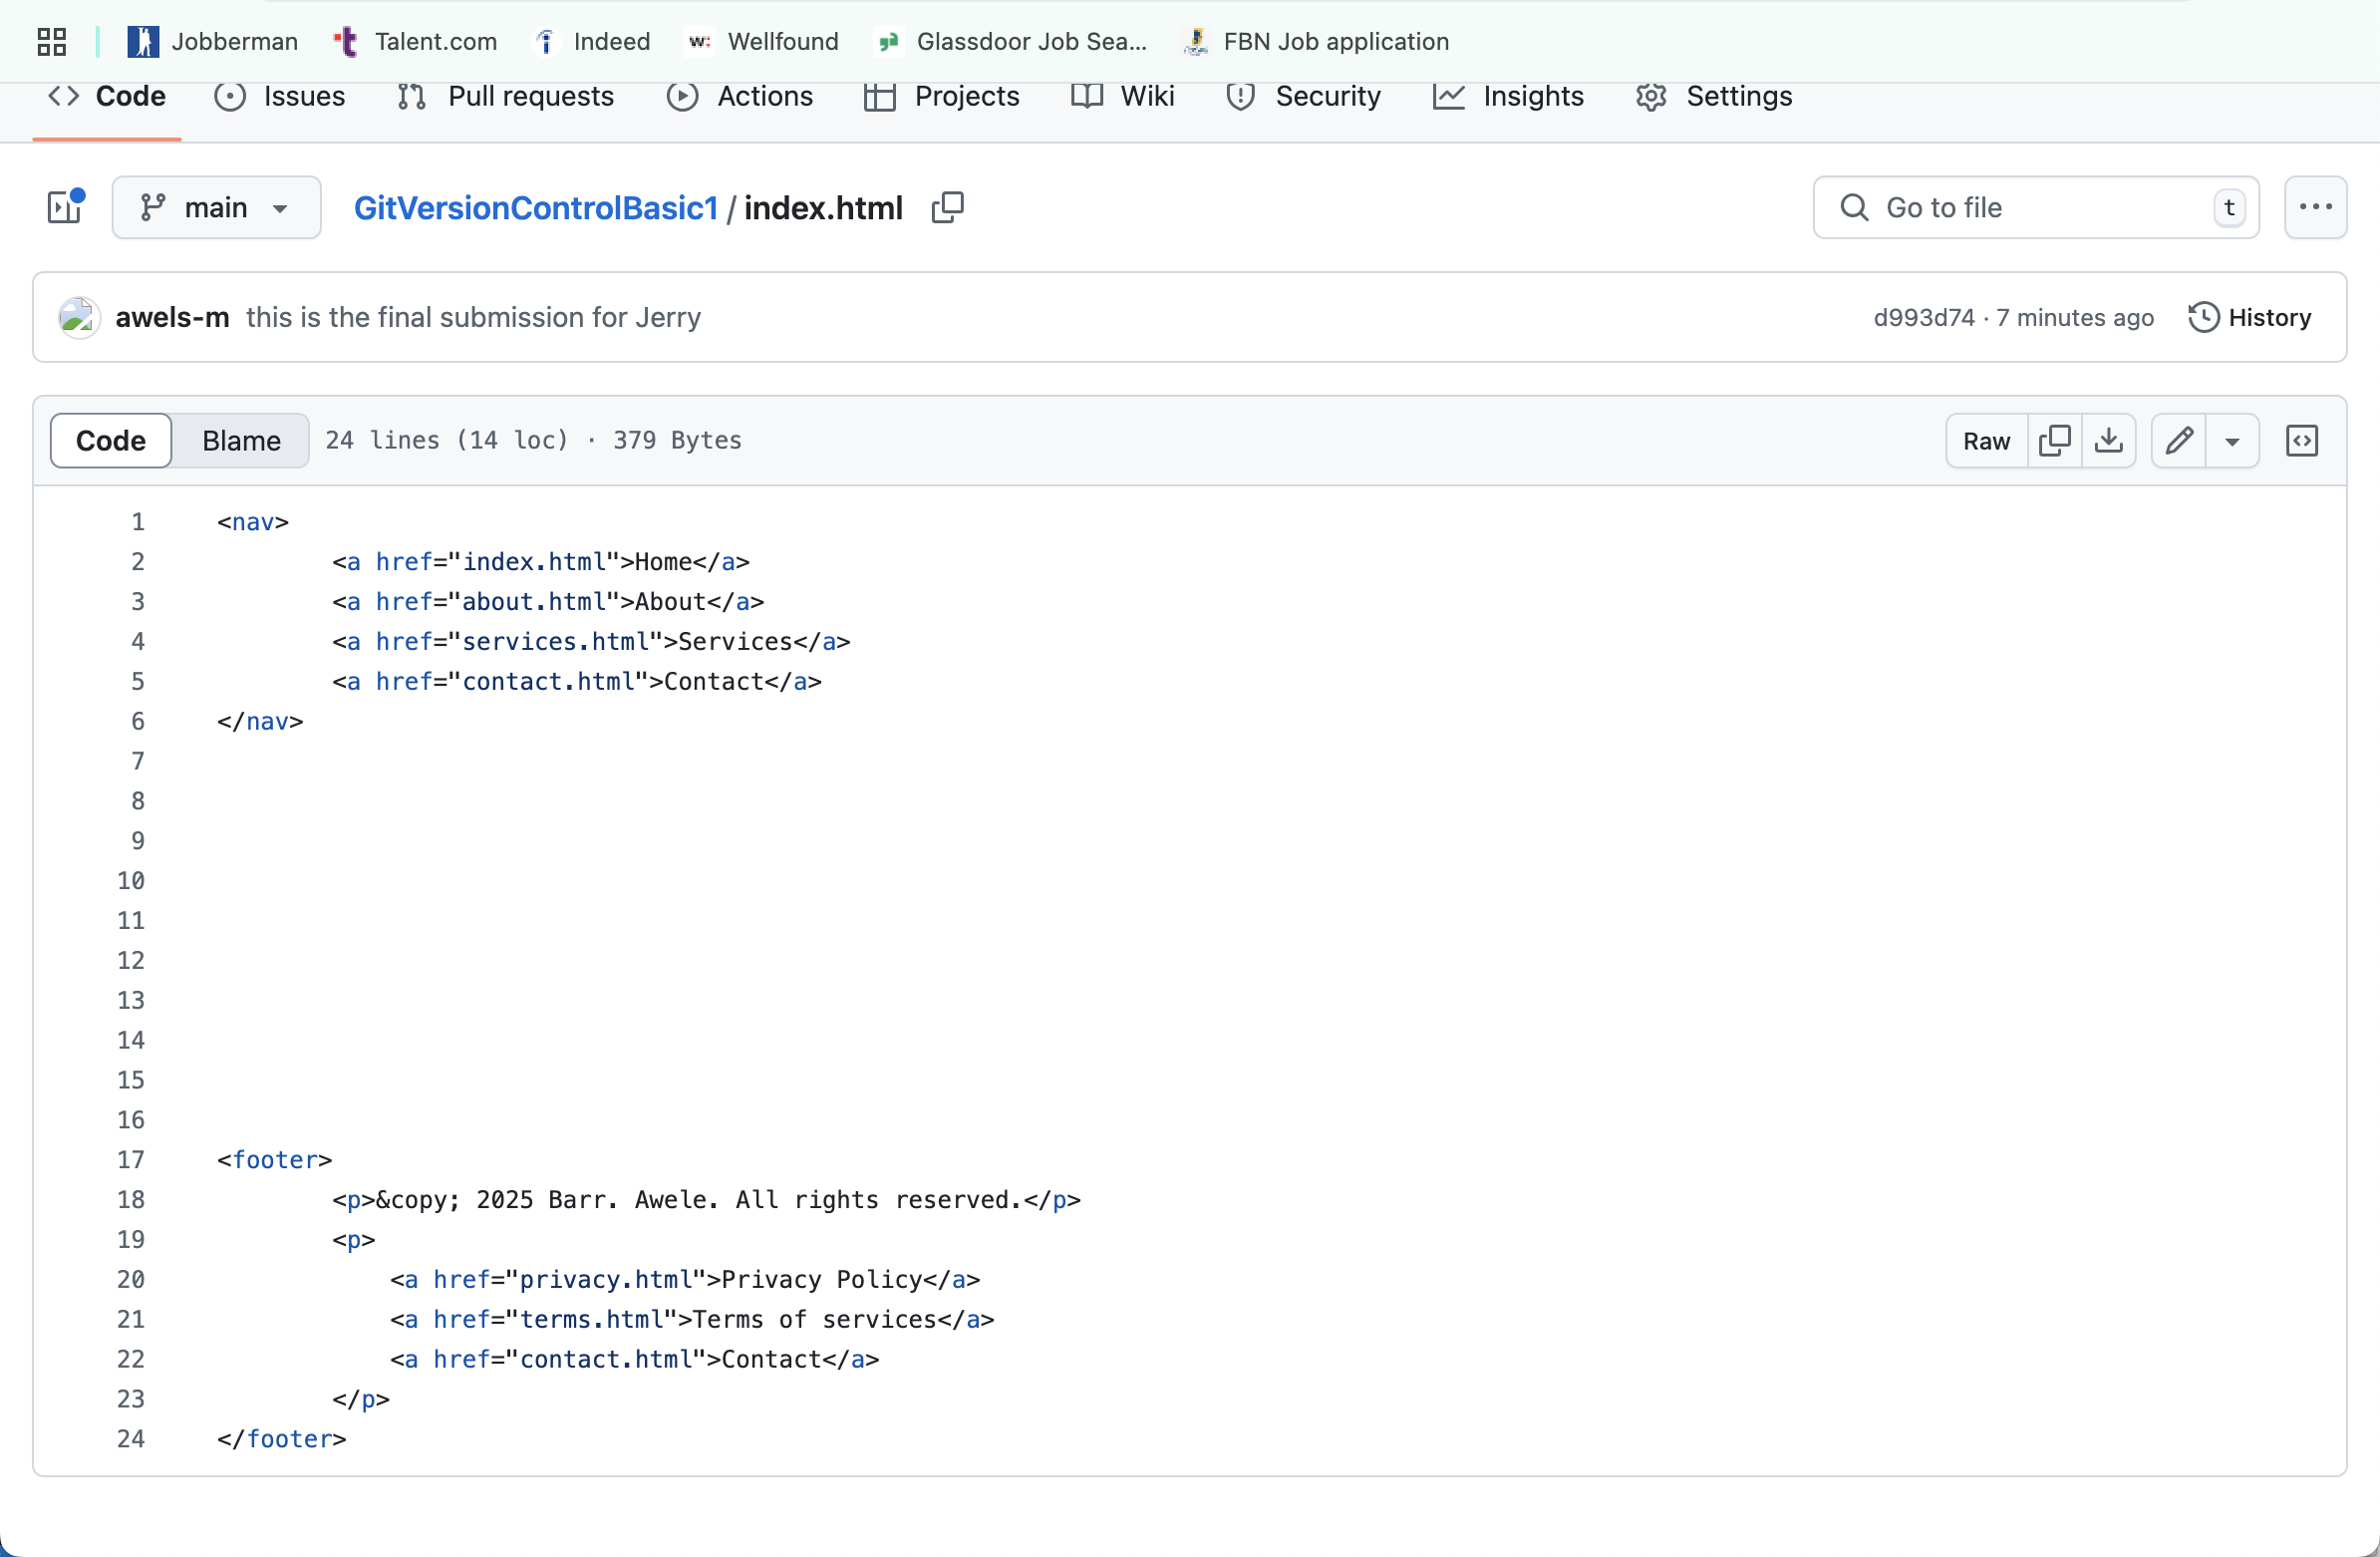 Jobberman Talent.com Indeed Wellfound Glassdoor Job Sea... FBN Job application
Code Issues Pull requests Actions Projects Wiki Security Insights Settings
main GitVersionControlBasic1 / index.html Go to file t
awels-m this is the final submission for Jerry d993d74 · 7 minutes ago History
Code Blame 24 lines (14 loc) · 379 Bytes Raw
1 <nav>
2 <a href="index.html">Home</a>
3 <a href="about.html">About</a>
4 <a href="services.html">Services</a>
5 <a href="contact.html">Contact</a>
6 </nav>
7
8
9
10
11
12
13
14
15
16
17 <footer>
18 <p>&copy; 2025 Barr. Awele. All rights reserved.</p>
19 <p>
20 <a href="privacy.html">Privacy Policy</a>
21 <a href="terms.html">Terms of services</a>
22 <a href="contact.html">Contact</a>
23 </p>
24 </footer>